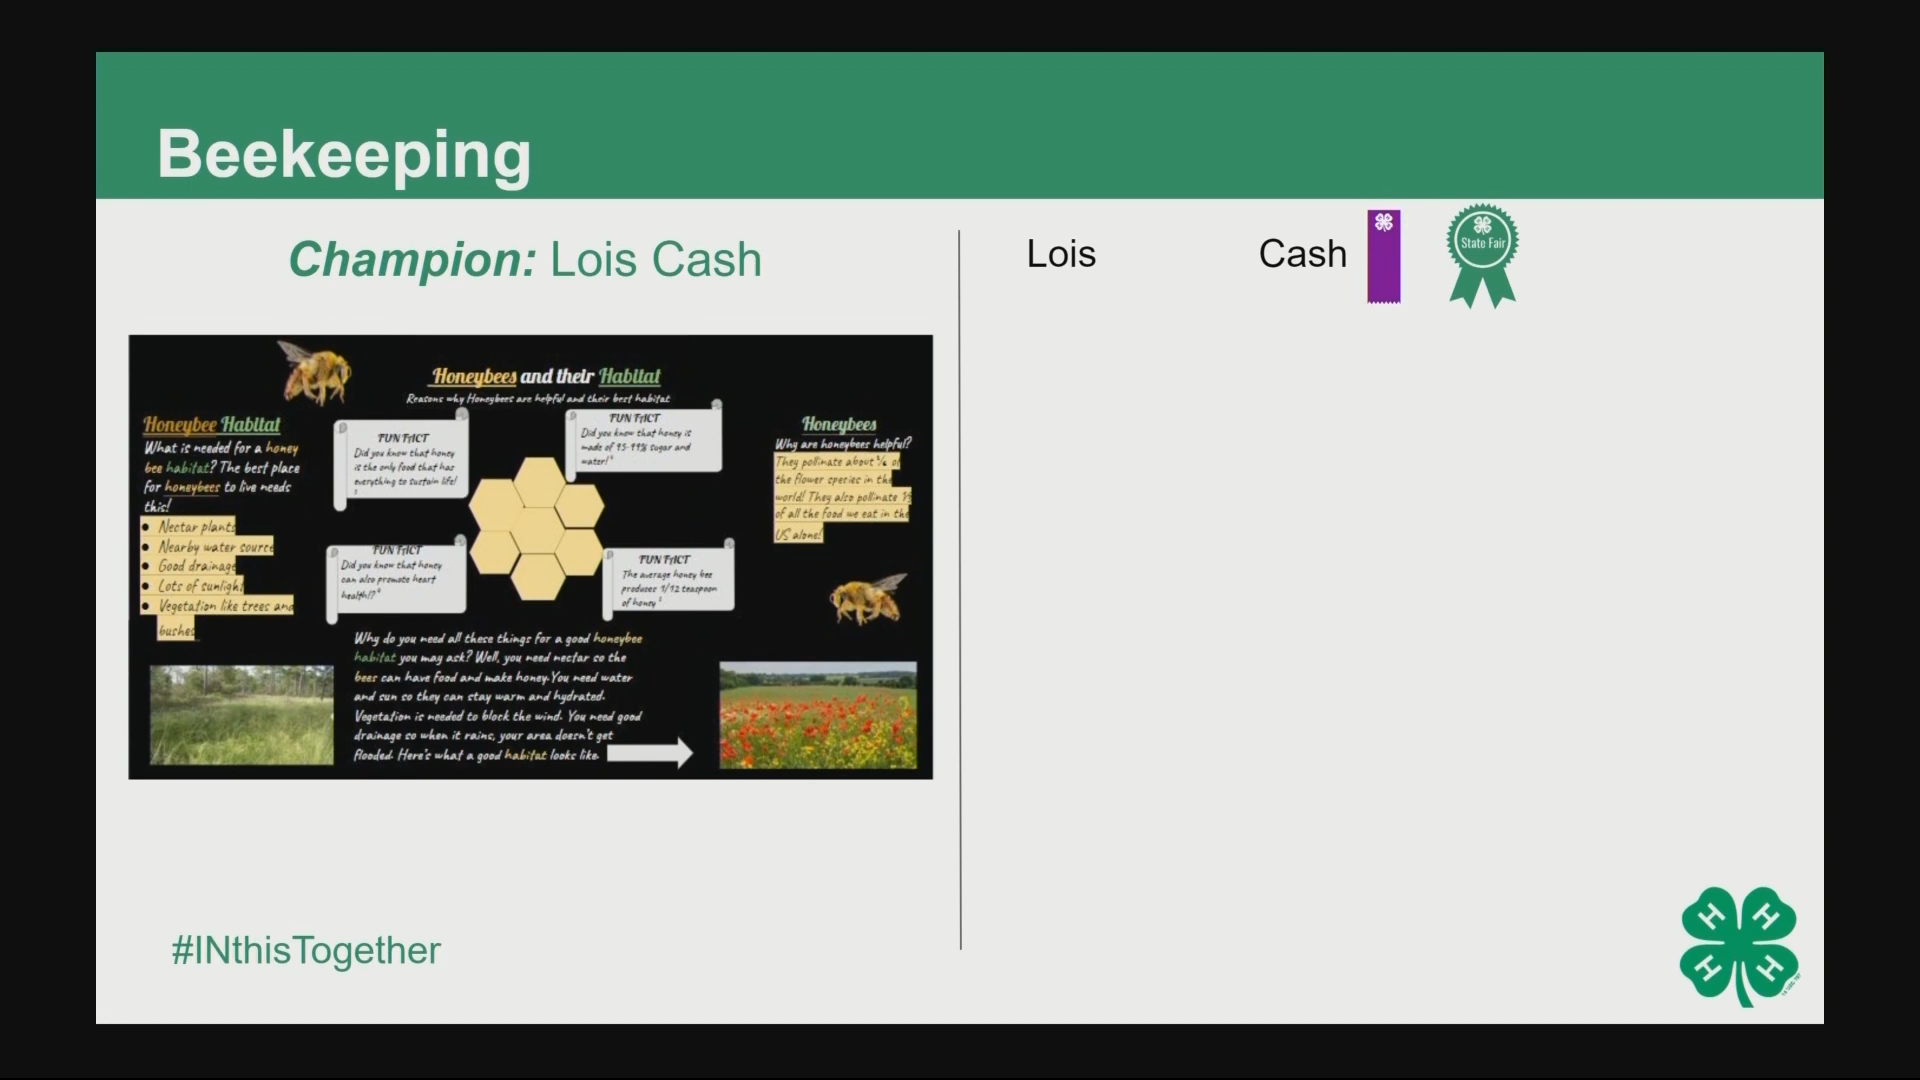 Beekeeping
Champion: Lois Cash
Lois Cash
State Fair
Honeybees and their Habitat
Reasons why Honeybees are helpful and their best habitat
Honeybee Habitat
What is needed for a honey
bee habitat? The best place
for honeybees to live needs
this!
• Nectar plants
• Nearby water source
• Good drainage
• Lots of sunlight
• Vegetation like trees and
bushes
FUN FACT
Did you know that honey
is the only food that has
everything to sustain life!
FUN FACT
Did you know that honey is
made of 95-99% sugar and
water!
FUN FACT
Did you know that honey
can also promote heart
health!?
FUN FACT
The average honey bee
produces 1/12 teaspoon
of honey
Honeybees
Why are honeybees helpful?
They pollinate about of
the flower species in the
world! They also pollinate
of all the food we eat in the
US alone!
Why do you need all these things for a good honeybee
habitat you may ask? Well, you need nectar so the
bees can have food and make honey. You need water
and sun so they can stay warm and hydrated.
Vegetation is needed to block the wind. You need good
drainage so when it rains, your area doesn't get
flooded. Here's what a good habitat looks like.
#INthisTogether
H H
H H